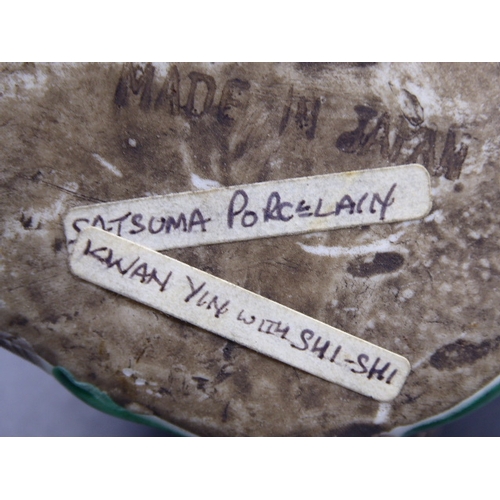 MADE IN JAPAN
SATSUMA PORCELAIN
KWAN YIN WITH SHI-SHI